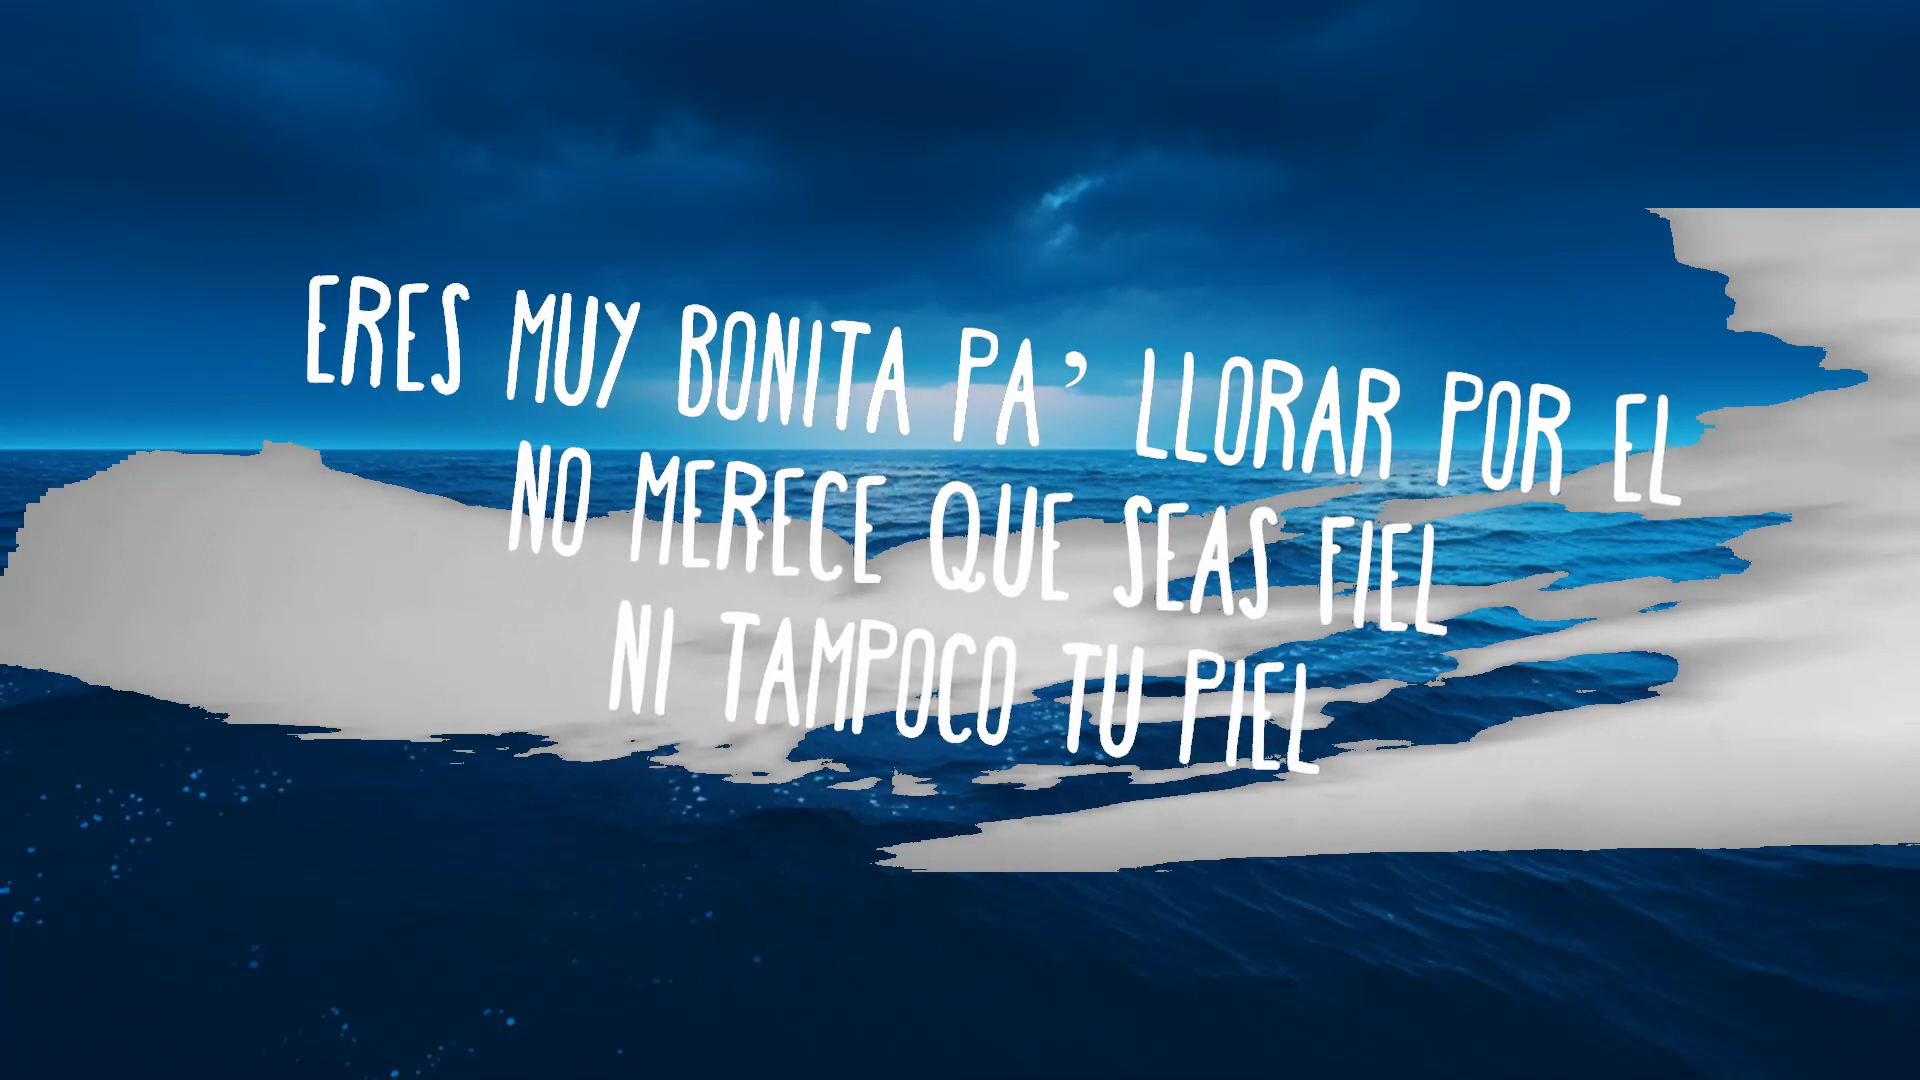 ERES MUY BONITA PA’ LLORAR POR EL
NO MERECE QUE SEAS FIEL
NI TAMPOCO TU PIEL